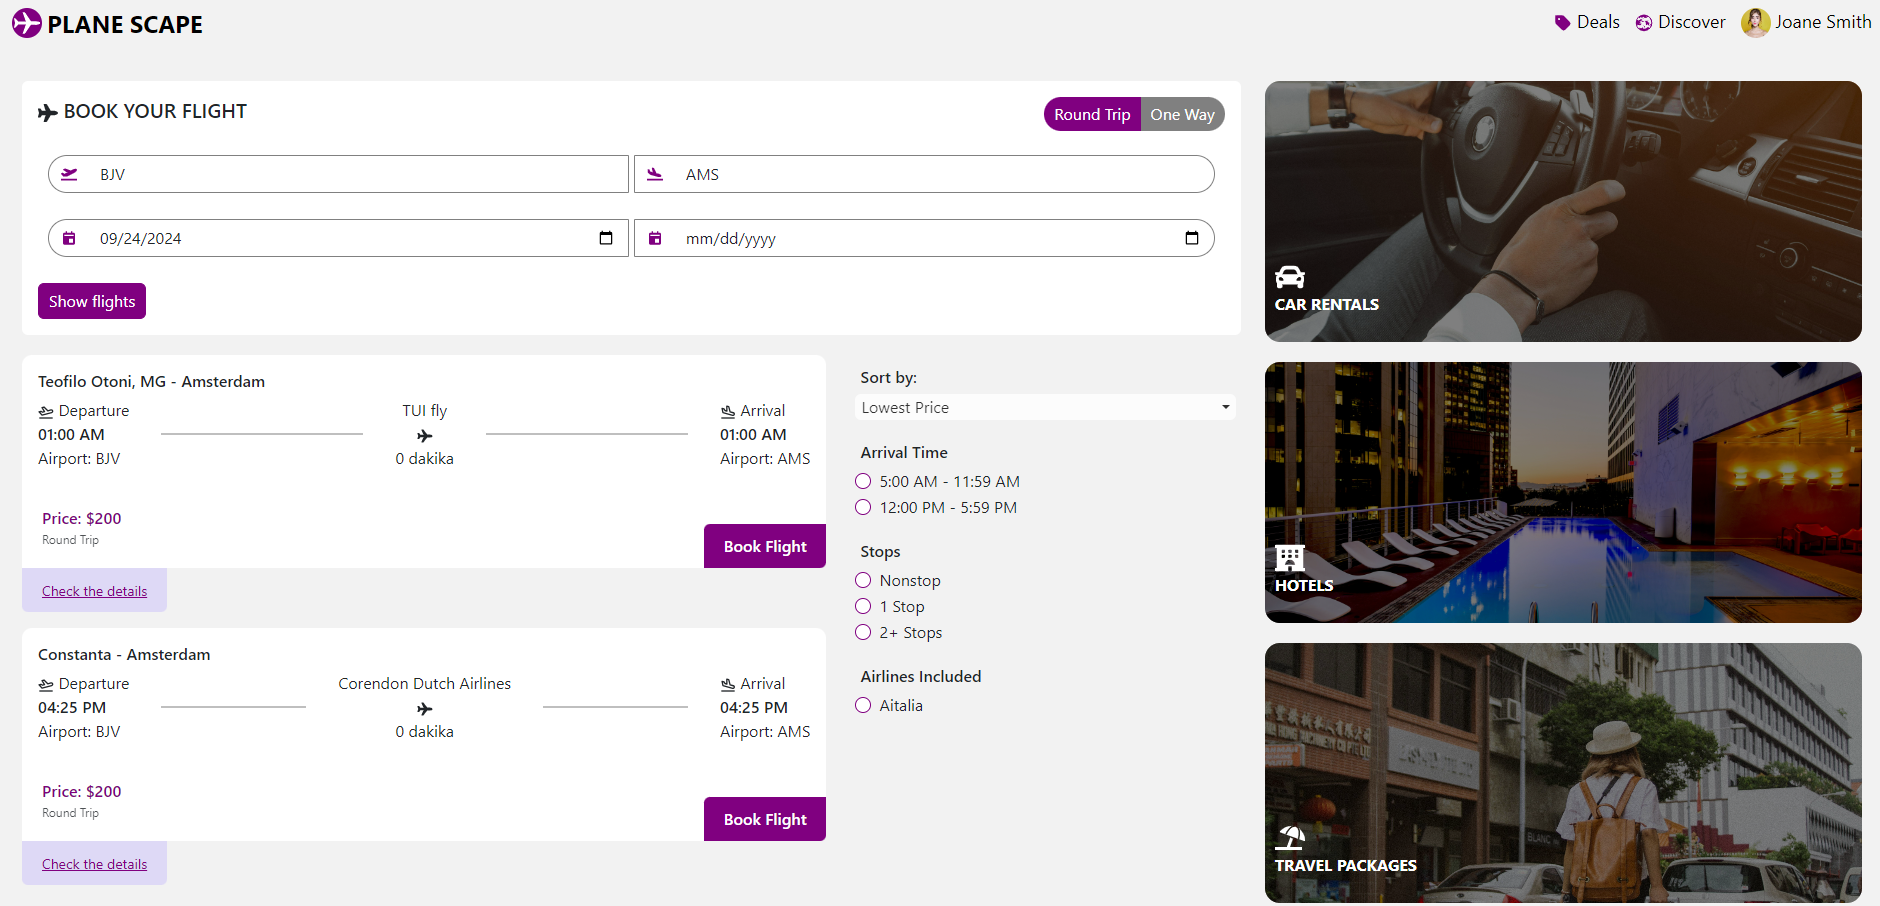 PLANE SCAPE
Deals
Discover
Joane Smith
BOOK YOUR FLIGHT
Round Trip
One Way
BJV
AMS
09/24/2024
mm/dd/yyyy
Show flights
Teofilo Otoni, MG - Amsterdam
Departure
TUI fly
Arrival
01:00 AM
01:00 AM
Airport: BJV
0 dakika
Airport: AMS
Price: $200
Round Trip
Book Flight
Check the details
Constanta - Amsterdam
Departure
Corendon Dutch Airlines
Arrival
04:25 PM
04:25 PM
Airport: BJV
0 dakika
Airport: AMS
Price: $200
Round Trip
Book Flight
Check the details
Sort by:
Lowest Price
Arrival Time
5:00 AM - 11:59 AM
12:00 PM - 5:59 PM
Stops
Nonstop
1 Stop
2+ Stops
Airlines Included
Aitalia
CAR RENTALS
HOTELS
BLANC
TRAVEL PACKAGES